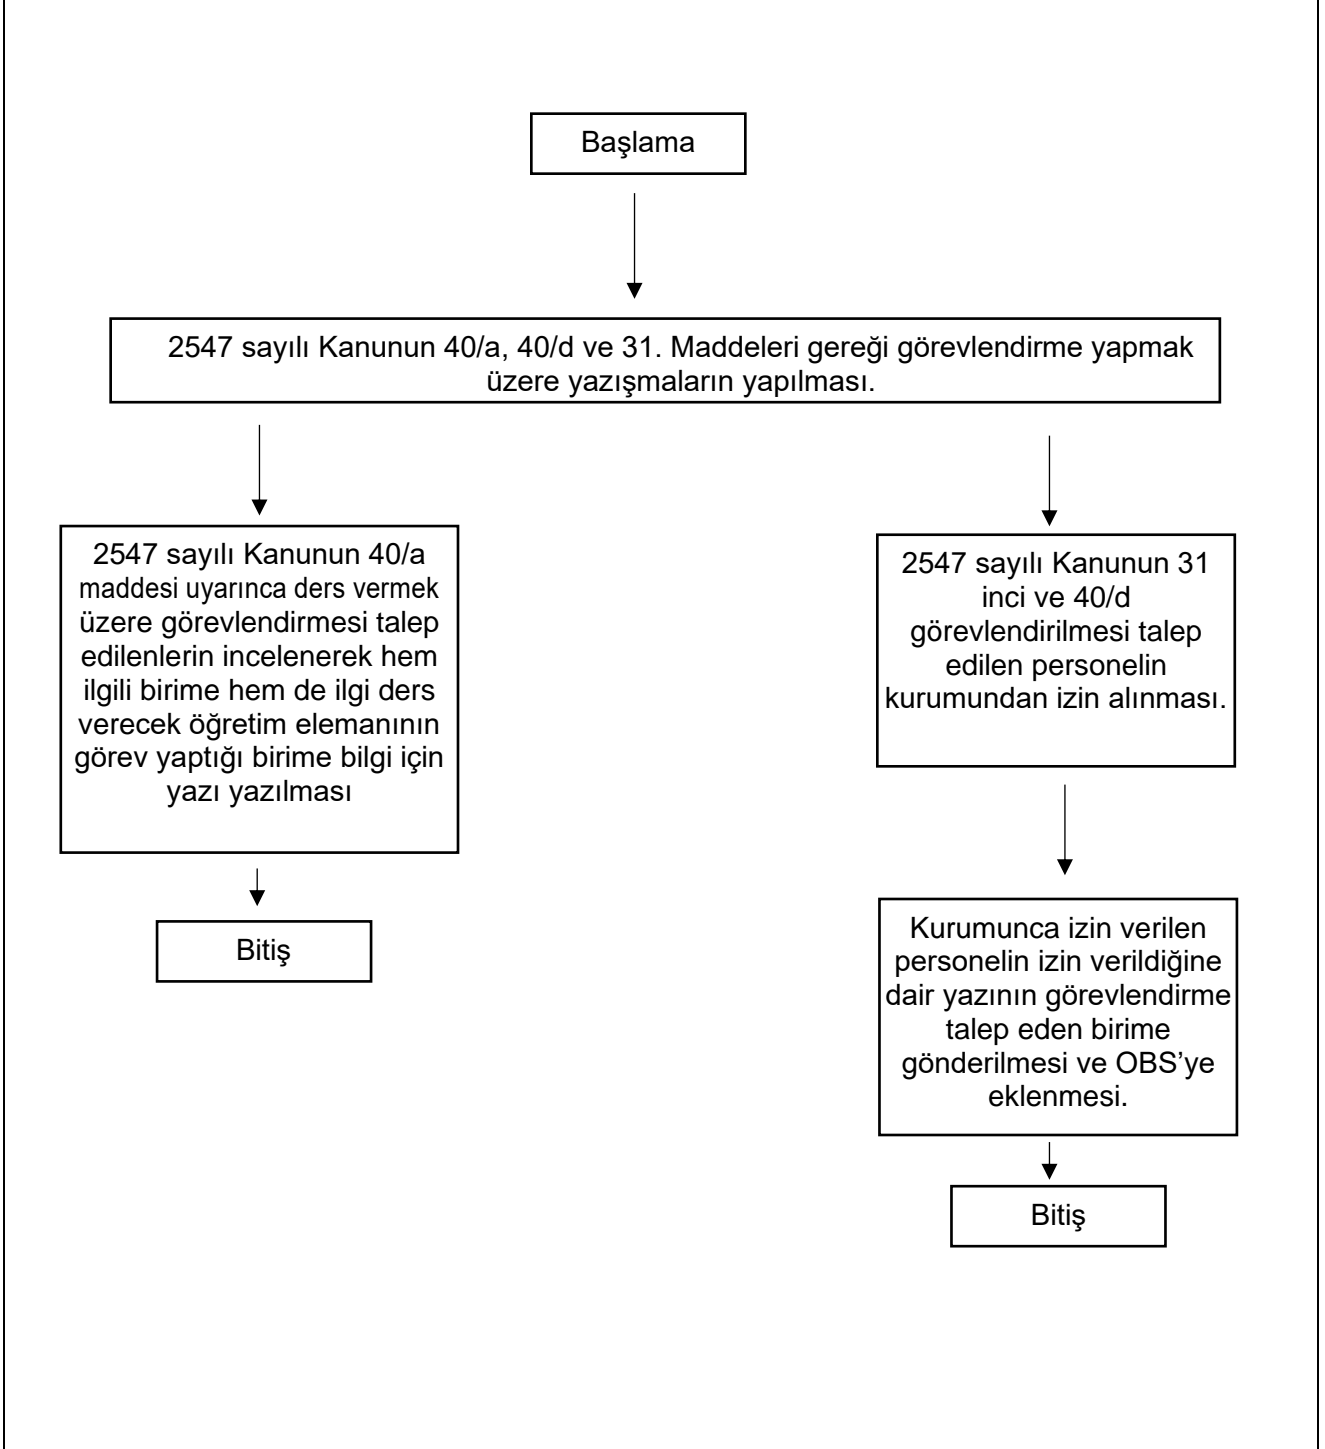 Başlama
2547 sayılı Kanunun 40/a, 40/d ve 31. Maddeleri gereği görevlendirme yapmak
üzere yazışmaların yapılması.
2547 sayılı Kanunun 40/a
maddesi uyarınca ders vermek
üzere görevlendirmesi talep
edilenlerin incelenerek hem
ilgili birime hem de ilgi ders
verecek öğretim elemanının
görev yaptığı birime bilgi için
yazı yazılması
Bitiş
2547 sayılı Kanunun 31
inci ve 40/d
görevlendirilmesi talep
edilen personelin
kurumundan izin alınması.
Kurumunca izin verilen
personelin izin verildiğine
dair yazının görevlendirme
talep eden birime
gönderilmesi ve OBS’ye
eklenmesi.
Bitiş